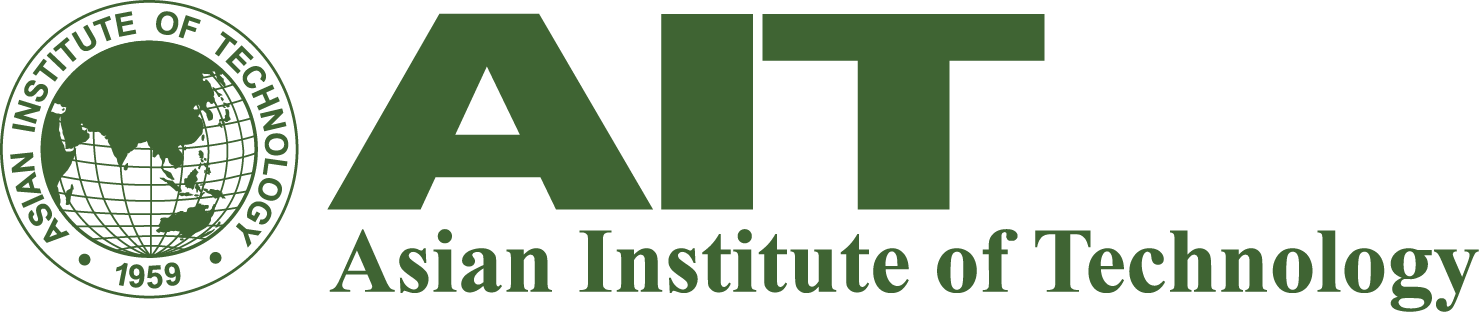 ASIAN INSTITUTE OF TECHNOLOGY
1959
AIT
Asian Institute of Technology